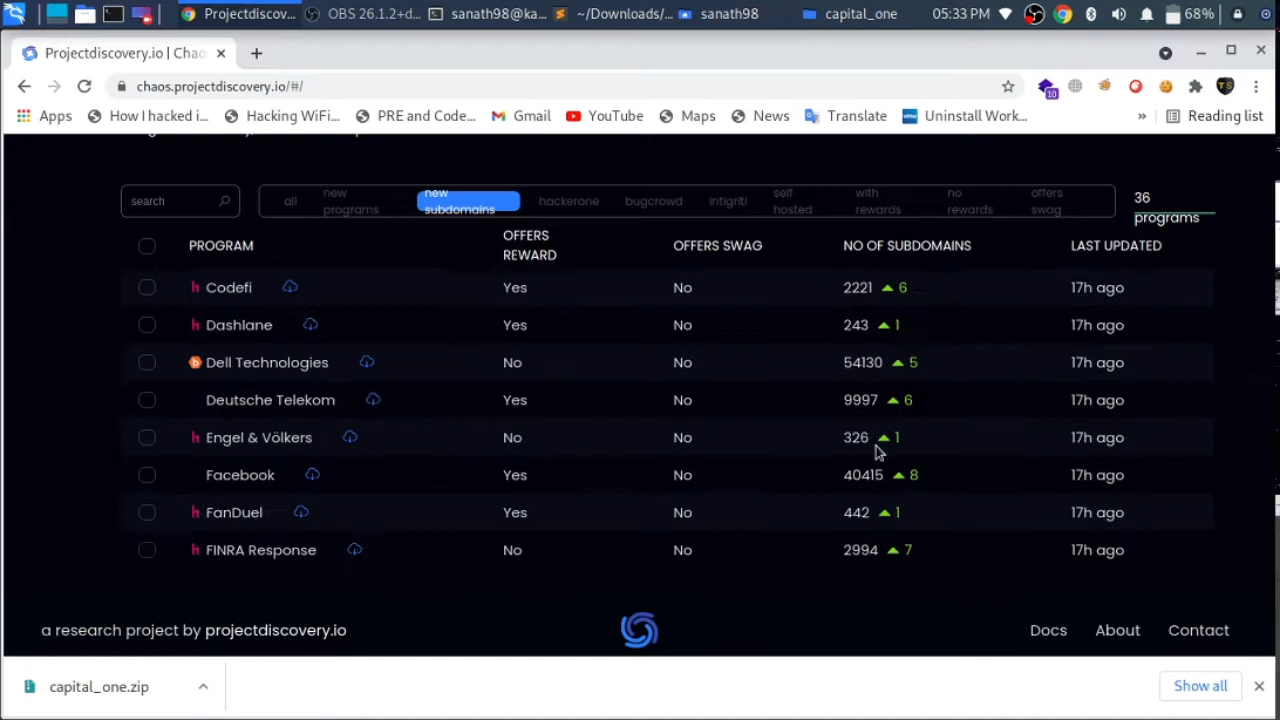 Projectdiscov... OBS 26.1.2+d... sanath98@ka... ~/Downloads/... sanath98 capital_one 05:33 PM 68%
Projectdiscovery.io | Chao
chaos.projectdiscovery.io/#/
10
Apps How I hacked i... Hacking WiFi... PRE and Code... Gmail YouTube Maps News Translate Uninstall Work... » Reading list
search all new programs new subdomains hackerone bugcrowd intigriti self hosted with rewards no rewards offers swag 36 programs
PROGRAM OFFERS REWARD OFFERS SWAG NO OF SUBDOMAINS LAST UPDATED
h Codefi Yes No 2221 6 17h ago
h Dashlane Yes No 243 1 17h ago
b Dell Technologies No No 54130 5 17h ago
Deutsche Telekom Yes No 9997 6 17h ago
h Engel & Völkers No No 326 1 17h ago
Facebook Yes No 40415 8 17h ago
h FanDuel Yes No 442 1 17h ago
h FINRA Response No No 2994 7 17h ago
a research project by projectdiscovery.io Docs About Contact
capital_one.zip Show all